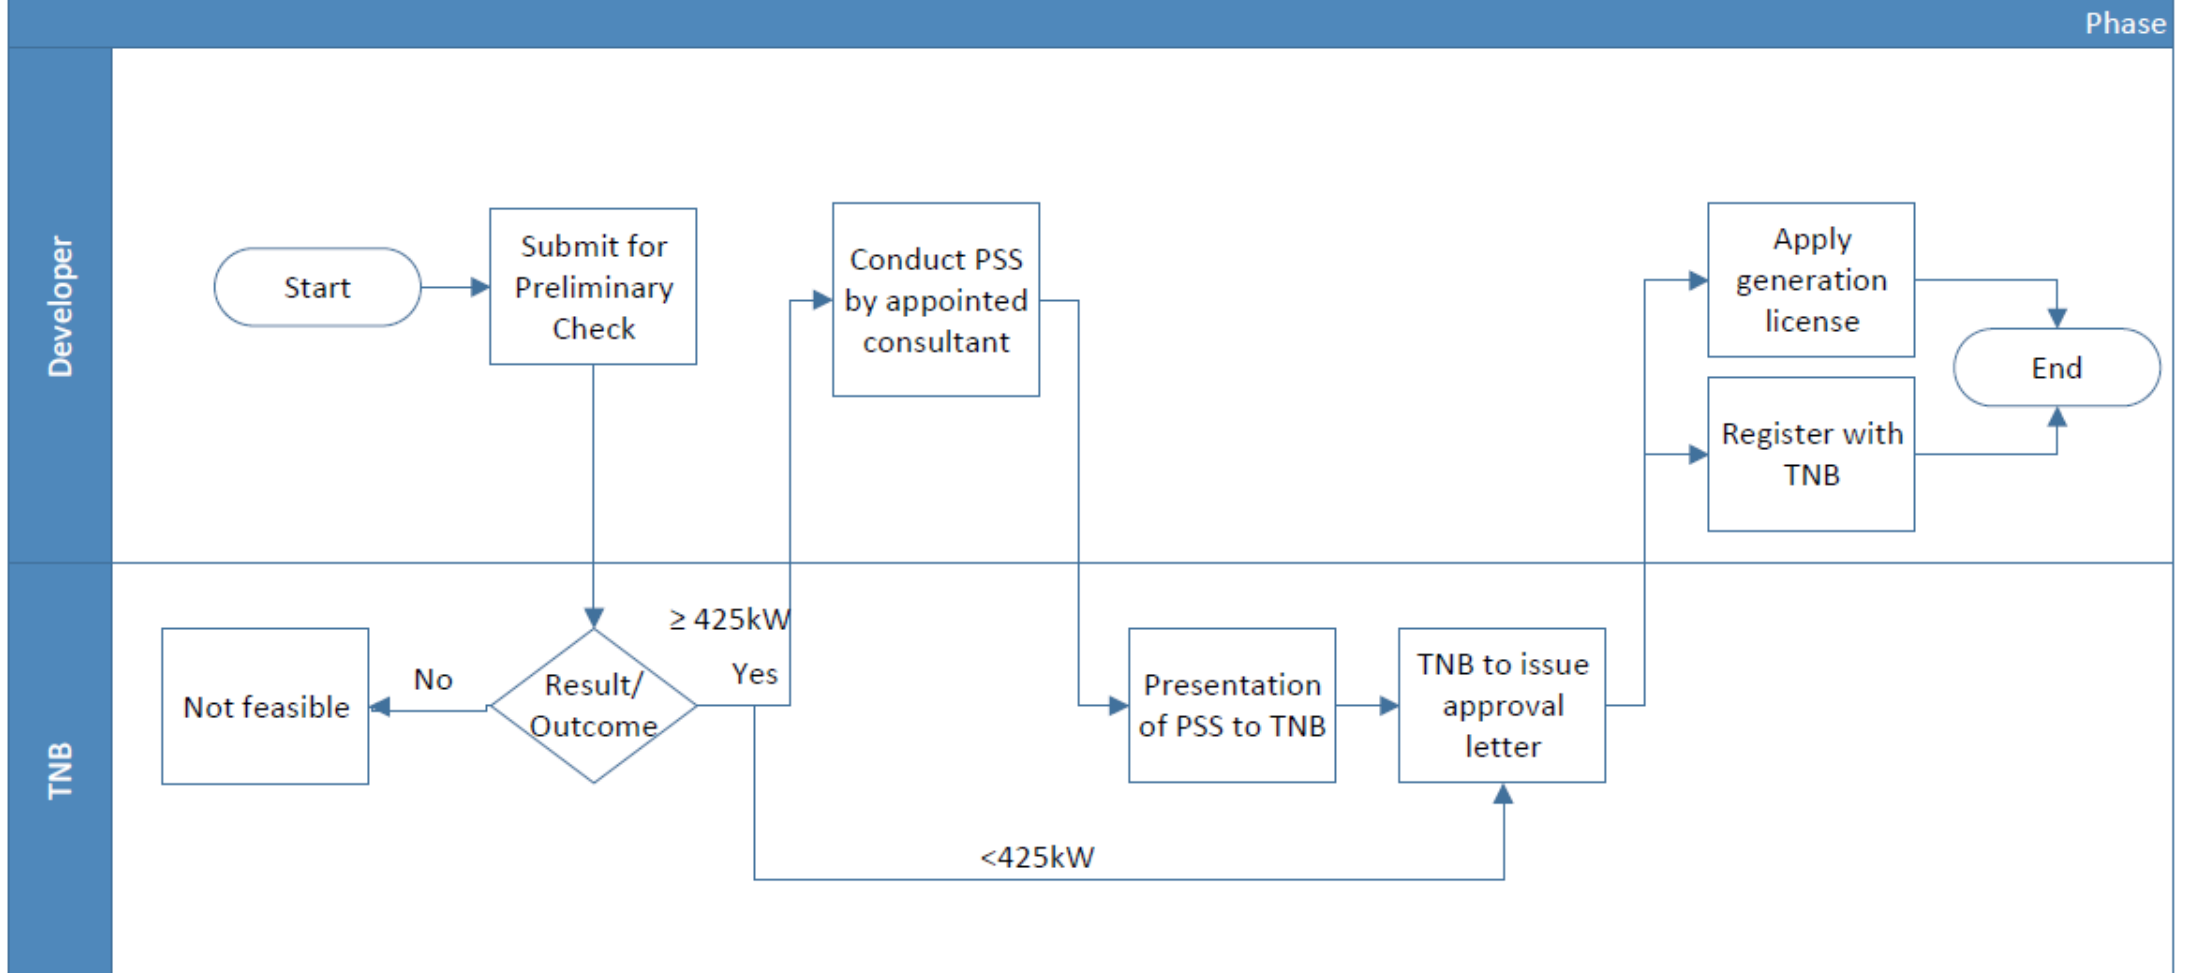 Phase
Developer
Start
Submit for
Preliminary
Check
Conduct PSS
by appointed
consultant
Apply
generation
license
End
Register with
TNB
TNB
≥ 425kW
Yes
No
Not feasible
Result/
Outcome
Presentation
of PSS to TNB
TNB to issue
approval
letter
<425kW